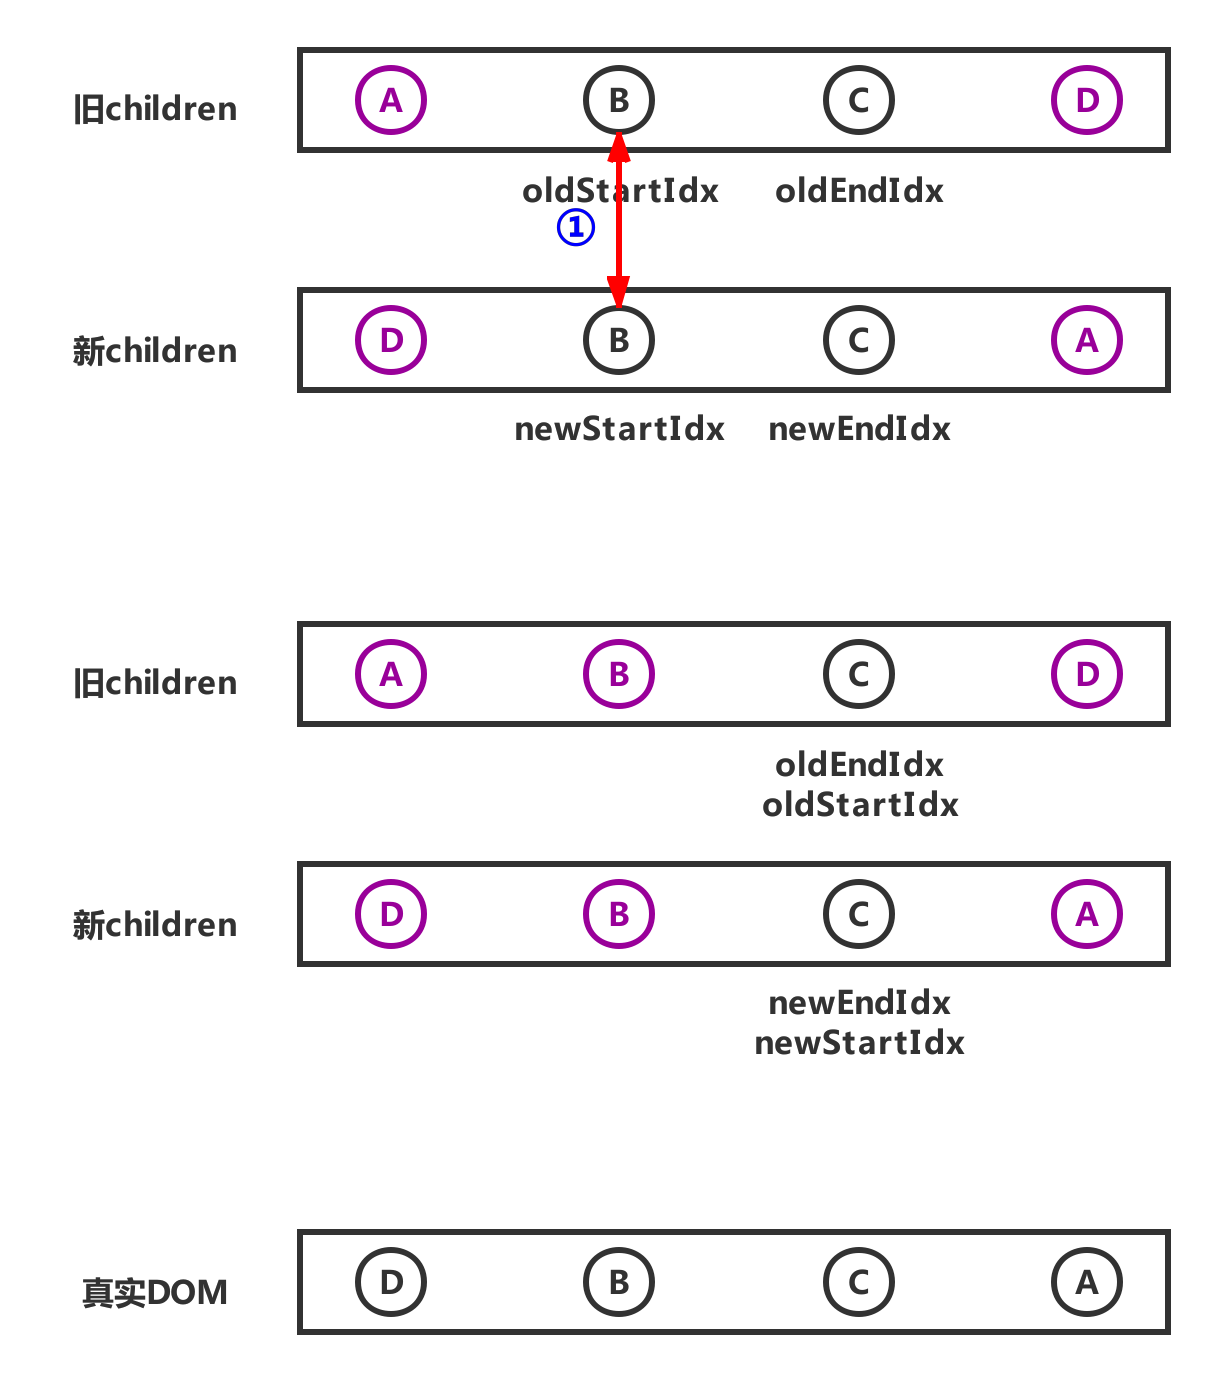 旧children A B C D
oldStartIdx oldEndIdx
①
新children D B C A
newStartIdx newEndIdx
旧children A B C D
oldEndIdx
oldStartIdx
新children D B C A
newEndIdx
newStartIdx
真实DOM D B C A